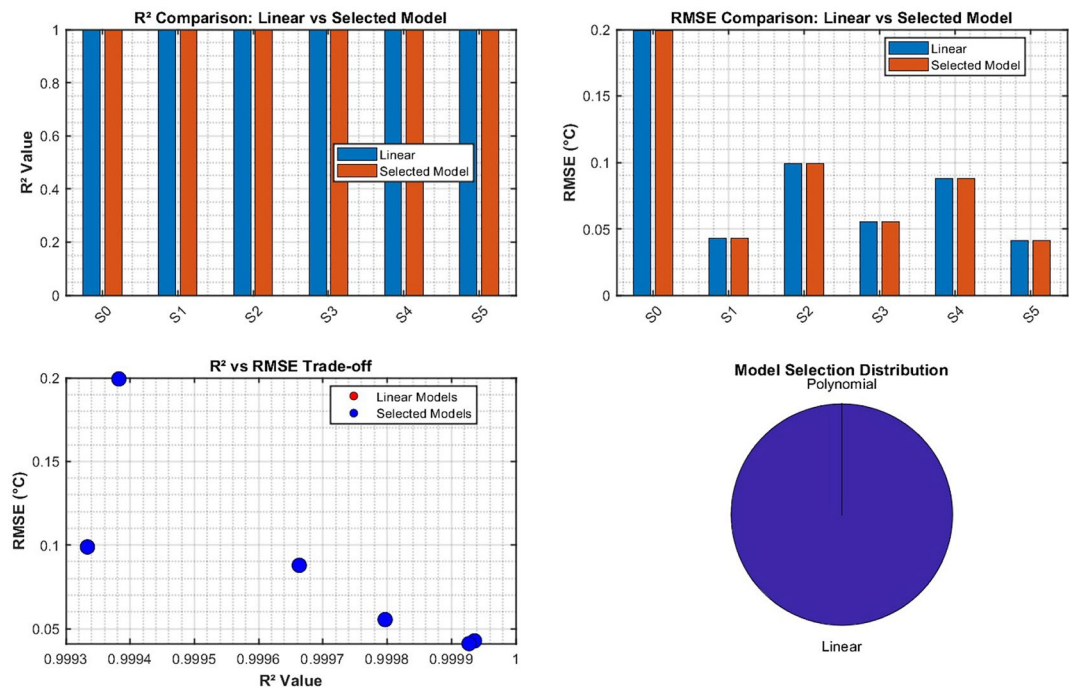 R² Comparison: Linear vs Selected Model
1
0.8
0.6
0.4
0.2
0
R² Value
Linear
Selected Model
S0
S1
S2
S3
S4
S5
RMSE Comparison: Linear vs Selected Model
0.2
0.15
0.1
0.05
0
RMSE (°C)
Linear
Selected Model
S0
S1
S2
S3
S4
S5
R² vs RMSE Trade-off
0.2
0.15
0.1
0.05
RMSE (°C)
Linear Models
Selected Models
0.9993
0.9994
0.9995
0.9996
0.9997
0.9998
0.9999
1
R² Value
Model Selection Distribution
Polynomial
Linear